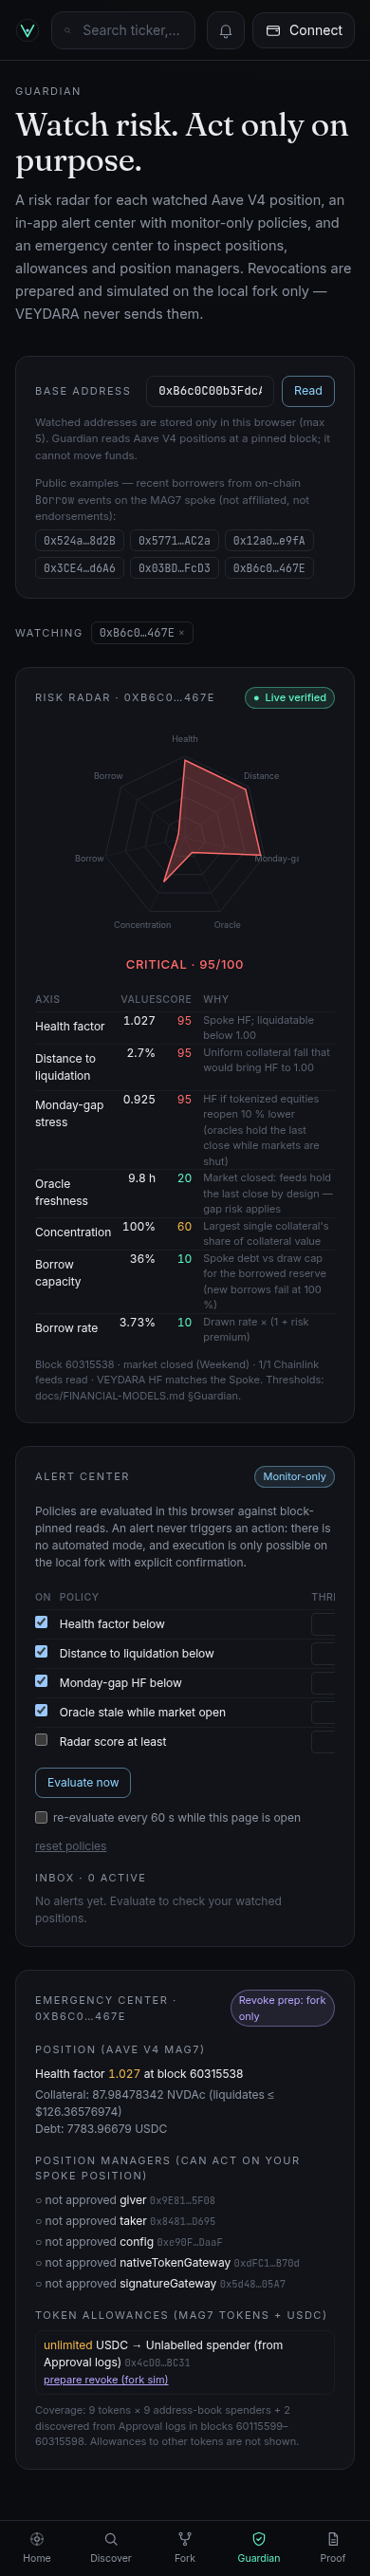 Search ticker,...
Connect
GUARDIAN
Watch risk. Act only on
purpose.
A risk radar for each watched Aave V4 position, an
in-app alert center with monitor-only policies, and
an emergency center to inspect positions,
allowances and position managers. Revocations are
prepared and simulated on the local fork only —
VEYDARA never sends them.
BASE ADDRESS
0xB6c0C00b3Fdc
Read
Watched addresses are stored only in this browser (max
5). Guardian reads Aave V4 positions at a pinned block; it
cannot move funds.
Public examples — recent borrowers from on-chain
Borrow events on the MAG7 spoke (not affiliated, not
endorsements):
0x524a…8d2B 0x5771…AC2a 0x12a0…e9fA
0x3CE4…d6A6 0x03BD…FcD3 0xB6c0…467E
WATCHING 0xB6c0…467E ×
RISK RADAR · 0XB6C0…467E
Live verified
Health
Borrow
Distance
Borrow
Monday-ga
Concentration
Oracle
CRITICAL · 95/100
AXIS VALUE SCORE WHY
Health factor 1.027 95 Spoke HF; liquidatable
below 1.00
Distance to
liquidation
2.7% 95 Uniform collateral fall that
would bring HF to 1.00
Monday-gap
stress
0.925 95 HF if tokenized equities
reopen 10 % lower
(oracles hold the last
close while markets are
shut)
Oracle
freshness
9.8 h 20 Market closed: feeds hold
the last close by design —
gap risk applies
Concentration 100% 60 Largest single collateral's
share of collateral value
Borrow
capacity
36% 10 Spoke debt vs draw cap
for the borrowed reserve
(new borrows fail at 100
%)
Borrow rate 3.73% 10 Drawn rate × (1 + risk
premium)
Block 60315538 · market closed (Weekend) · 1/1 Chainlink
feeds read · VEYDARA HF matches the Spoke. Thresholds:
docs/FINANCIAL-MODELS.md §Guardian.
ALERT CENTER
Monitor-only
Policies are evaluated in this browser against block-
pinned reads. An alert never triggers an action: there is
no automated mode, and execution is only possible on
the local fork with explicit confirmation.
ON POLICY THRE
Health factor below
Distance to liquidation below
Monday-gap HF below
Oracle stale while market open
Radar score at least
Evaluate now
re-evaluate every 60 s while this page is open
reset policies
INBOX · 0 ACTIVE
No alerts yet. Evaluate to check your watched
positions.
EMERGENCY CENTER ·
0XB6C0…467E
Revoke prep: fork
only
POSITION (AAVE V4 MAG7)
Health factor 1.027 at block 60315538
Collateral: 87.98478342 NVDAc (liquidates ≤
$126.36576974)
Debt: 7783.96679 USDC
POSITION MANAGERS (CAN ACT ON YOUR
SPOKE POSITION)
○ not approved giver 0x9E81…5F08
○ not approved taker 0x8481…D695
○ not approved config 0xe90F…DaaF
○ not approved nativeTokenGateway 0xdFC1…B70d
○ not approved signatureGateway 0x5d48…05A7
TOKEN ALLOWANCES (MAG7 TOKENS + USDC)
unlimited USDC → Unlabelled spender (from
Approval logs) 0x4cD0…BC31
prepare revoke (fork sim)
Coverage: 9 tokens × 9 address-book spenders + 2
discovered from Approval logs in blocks 60115599–
60315598. Allowances to other tokens are not shown.
Home
Discover
Fork
Guardian
Proof